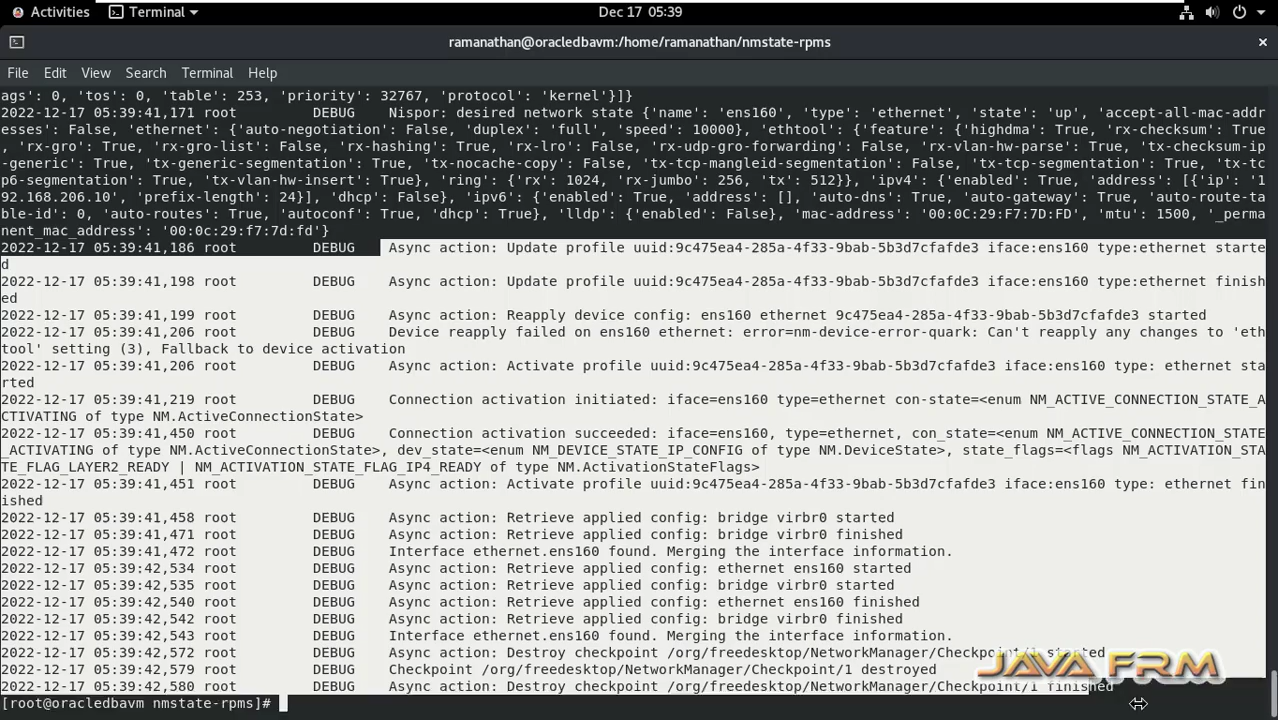 Activities Terminal Dec 17 05:39
ramanathan@oracledbavm:/home/ramanathan/nmstate-rpms ×
File Edit View Search Terminal Help
ags': 0, 'tos': 0, 'table': 253, 'priority': 32767, 'protocol': 'kernel'}]}
2022-12-17 05:39:41,171 root         DEBUG    Nispor: desired network state {'name': 'ens160', 'type': 'ethernet', 'state': 'up', 'accept-all-mac-addr
esses': False, 'ethernet': {'auto-negotiation': False, 'duplex': 'full', 'speed': 10000}, 'ethtool': {'feature': {'highdma': True, 'rx-checksum': True
, 'rx-gro': True, 'rx-gro-list': False, 'rx-hashing': True, 'rx-lro': False, 'rx-udp-gro-forwarding': False, 'rx-vlan-hw-parse': True, 'tx-checksum-ip
-generic': True, 'tx-generic-segmentation': True, 'tx-nocache-copy': False, 'tx-tcp-mangleid-segmentation': False, 'tx-tcp-segmentation': True, 'tx-tc
p6-segmentation': True, 'tx-vlan-hw-insert': True}, 'ring': {'rx': 1024, 'rx-jumbo': 256, 'tx': 512}}, 'ipv4': {'enabled': True, 'address': [{'ip': '1
92.168.206.10', 'prefix-length': 24}], 'dhcp': False}, 'ipv6': {'enabled': True, 'address': [], 'auto-dns': True, 'auto-gateway': True, 'auto-route-ta
ble-id': 0, 'auto-routes': True, 'autoconf': True, 'dhcp': True}, 'lldp': {'enabled': False}, 'mac-address': '00:0C:29:F7:7D:FD', 'mtu': 1500, '_perma
nent_mac_address': '00:0c:29:f7:7d:fd'}
2022-12-17 05:39:41,186 root         DEBUG    Async action: Update profile uuid:9c475ea4-285a-4f33-9bab-5b3d7cfafde3 iface:ens160 type:ethernet starte
d
2022-12-17 05:39:41,198 root         DEBUG    Async action: Update profile uuid:9c475ea4-285a-4f33-9bab-5b3d7cfafde3 iface:ens160 type:ethernet finish
ed
2022-12-17 05:39:41,199 root         DEBUG    Async action: Reapply device config: ens160 ethernet 9c475ea4-285a-4f33-9bab-5b3d7cfafde3 started
2022-12-17 05:39:41,206 root         DEBUG    Device reapply failed on ens160 ethernet: error=nm-device-error-quark: Can't reapply any changes to 'eth
tool' setting (3), Fallback to device activation
2022-12-17 05:39:41,206 root         DEBUG    Async action: Activate profile uuid:9c475ea4-285a-4f33-9bab-5b3d7cfafde3 iface:ens160 type: ethernet sta
rted
2022-12-17 05:39:41,219 root         DEBUG    Connection activation initiated: iface=ens160 type=ethernet con-state=<enum NM_ACTIVE_CONNECTION_STATE_A
CTIVATING of type NM.ActiveConnectionState>
2022-12-17 05:39:41,450 root         DEBUG    Connection activation succeeded: iface=ens160, type=ethernet, con_state=<enum NM_ACTIVE_CONNECTION_STATE
_ACTIVATING of type NM.ActiveConnectionState>, dev_state=<enum NM_DEVICE_STATE_IP_CONFIG of type NM.DeviceState>, state_flags=<flags NM_ACTIVATION_STA
TE_FLAG_LAYER2_READY | NM_ACTIVATION_STATE_FLAG_IP4_READY of type NM.ActivationStateFlags>
2022-12-17 05:39:41,451 root         DEBUG    Async action: Activate profile uuid:9c475ea4-285a-4f33-9bab-5b3d7cfafde3 iface:ens160 type: ethernet fin
ished
2022-12-17 05:39:41,458 root         DEBUG    Async action: Retrieve applied config: bridge virbr0 started
2022-12-17 05:39:41,471 root         DEBUG    Async action: Retrieve applied config: bridge virbr0 finished
2022-12-17 05:39:41,472 root         DEBUG    Interface ethernet.ens160 found. Merging the interface information.
2022-12-17 05:39:42,534 root         DEBUG    Async action: Retrieve applied config: ethernet ens160 started
2022-12-17 05:39:42,535 root         DEBUG    Async action: Retrieve applied config: bridge virbr0 started
2022-12-17 05:39:42,540 root         DEBUG    Async action: Retrieve applied config: ethernet ens160 finished
2022-12-17 05:39:42,542 root         DEBUG    Async action: Retrieve applied config: bridge virbr0 finished
2022-12-17 05:39:42,543 root         DEBUG    Interface ethernet.ens160 found. Merging the interface information.
2022-12-17 05:39:42,572 root         DEBUG    Async action: Destroy checkpoint /org/freedesktop/NetworkManager/Checkpoint/1 started
2022-12-17 05:39:42,579 root         DEBUG    Checkpoint /org/freedesktop/NetworkManager/Checkpoint/1 destroyed
2022-12-17 05:39:42,580 root         DEBUG    Async action: Destroy checkpoint /org/freedesktop/NetworkManager/Checkpoint/1 finished
[root@oracledbavm nmstate-rpms]#
JAVA FRM